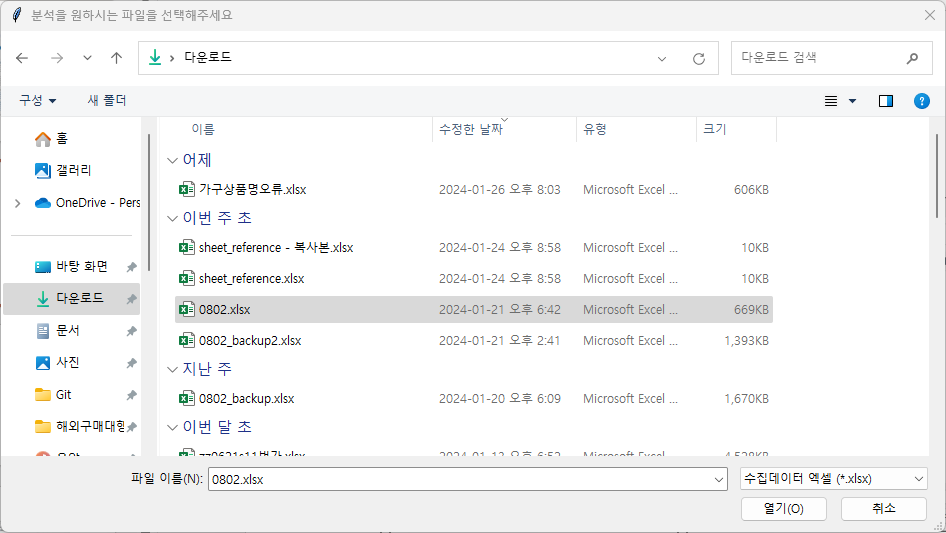 분석을 원하시는 파일을 선택해주세요
다운로드
다운로드 검색
구성
새 폴더
이름 수정한 날짜 유형 크기
홈
갤러리
OneDrive - Pers
바탕 화면
다운로드
문서
사진
Git
해외구매대행
어제
가구상품명오류.xlsx 2024-01-26 오후 8:03 Microsoft Excel ... 606KB
이번 주 초
sheet_reference - 복사본.xlsx 2024-01-24 오후 8:58 Microsoft Excel ... 10KB
sheet_reference.xlsx 2024-01-24 오후 8:58 Microsoft Excel ... 10KB
0802.xlsx 2024-01-21 오후 6:42 Microsoft Excel ... 669KB
0802_backup2.xlsx 2024-01-21 오후 2:41 Microsoft Excel ... 1,393KB
지난 주
0802_backup.xlsx 2024-01-20 오후 6:09 Microsoft Excel ... 1,670KB
이번 달 초
파일 이름(N): 0802.xlsx
수집데이터 엑셀 (*.xlsx)
열기(O) 취소